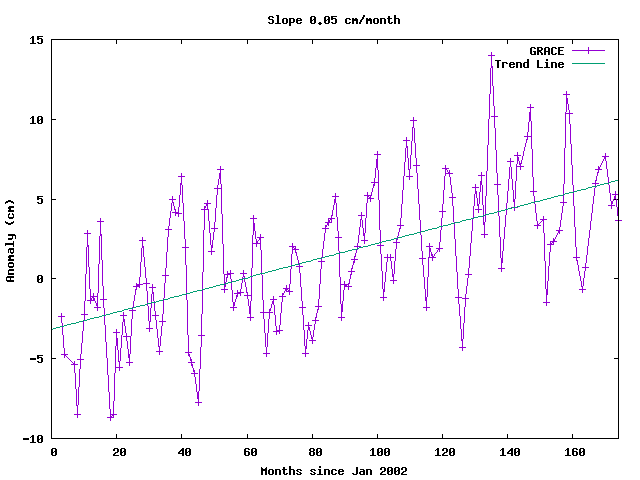 Slope 0.05 cm/month
15
GRACE
Trend Line
10
5
0
-5
-10
Anomaly (cm)
0 20 40 60 80 100 120 140 160
Months since Jan 2002